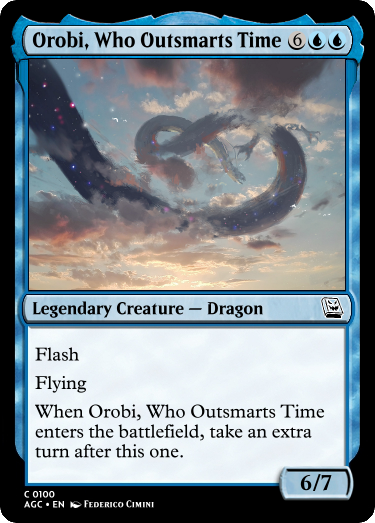 Orobi, Who Outsmarts Time 6
Legendary Creature — Dragon
Flash
Flying
When Orobi, Who Outsmarts Time
enters the battlefield, take an extra
turn after this one.
6/7
C 0100
AGC • EN Federico Cimini